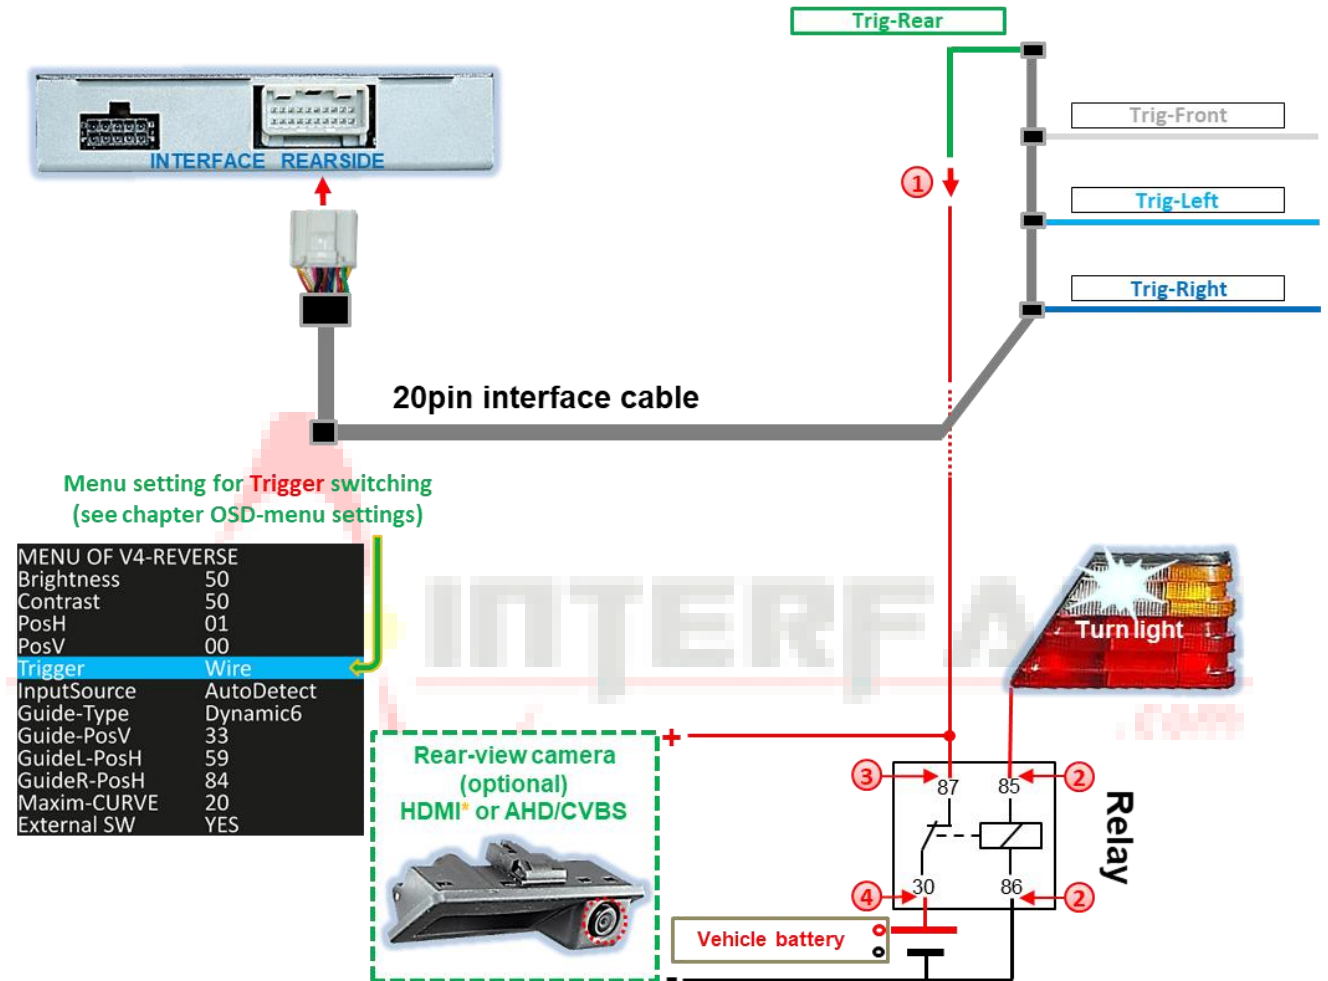 Trig-Rear
Trig-Front
Trig-Left
Trig-Right
INTERFACE REARSIDE
1
20pin interface cable
Menu setting for Trigger switching
(see chapter OSD-menu settings)
MENU OF V4-REVERSE
Brightness 50
Contrast 50
PosH 01
PosV 00
Trigger Wire
InputSource AutoDetect
Guide-Type Dynamic6
Guide-PosV 33
GuideL-PosH 59
GuideR-PosH 84
Maxim-CURVE 20
External SW YES
INTERFA
.com
Turn light
+
Rear-view camera
(optional)
HDMI* or AHD/CVBS
3
87
85
2
Relay
4
30
86
2
Vehicle battery
-